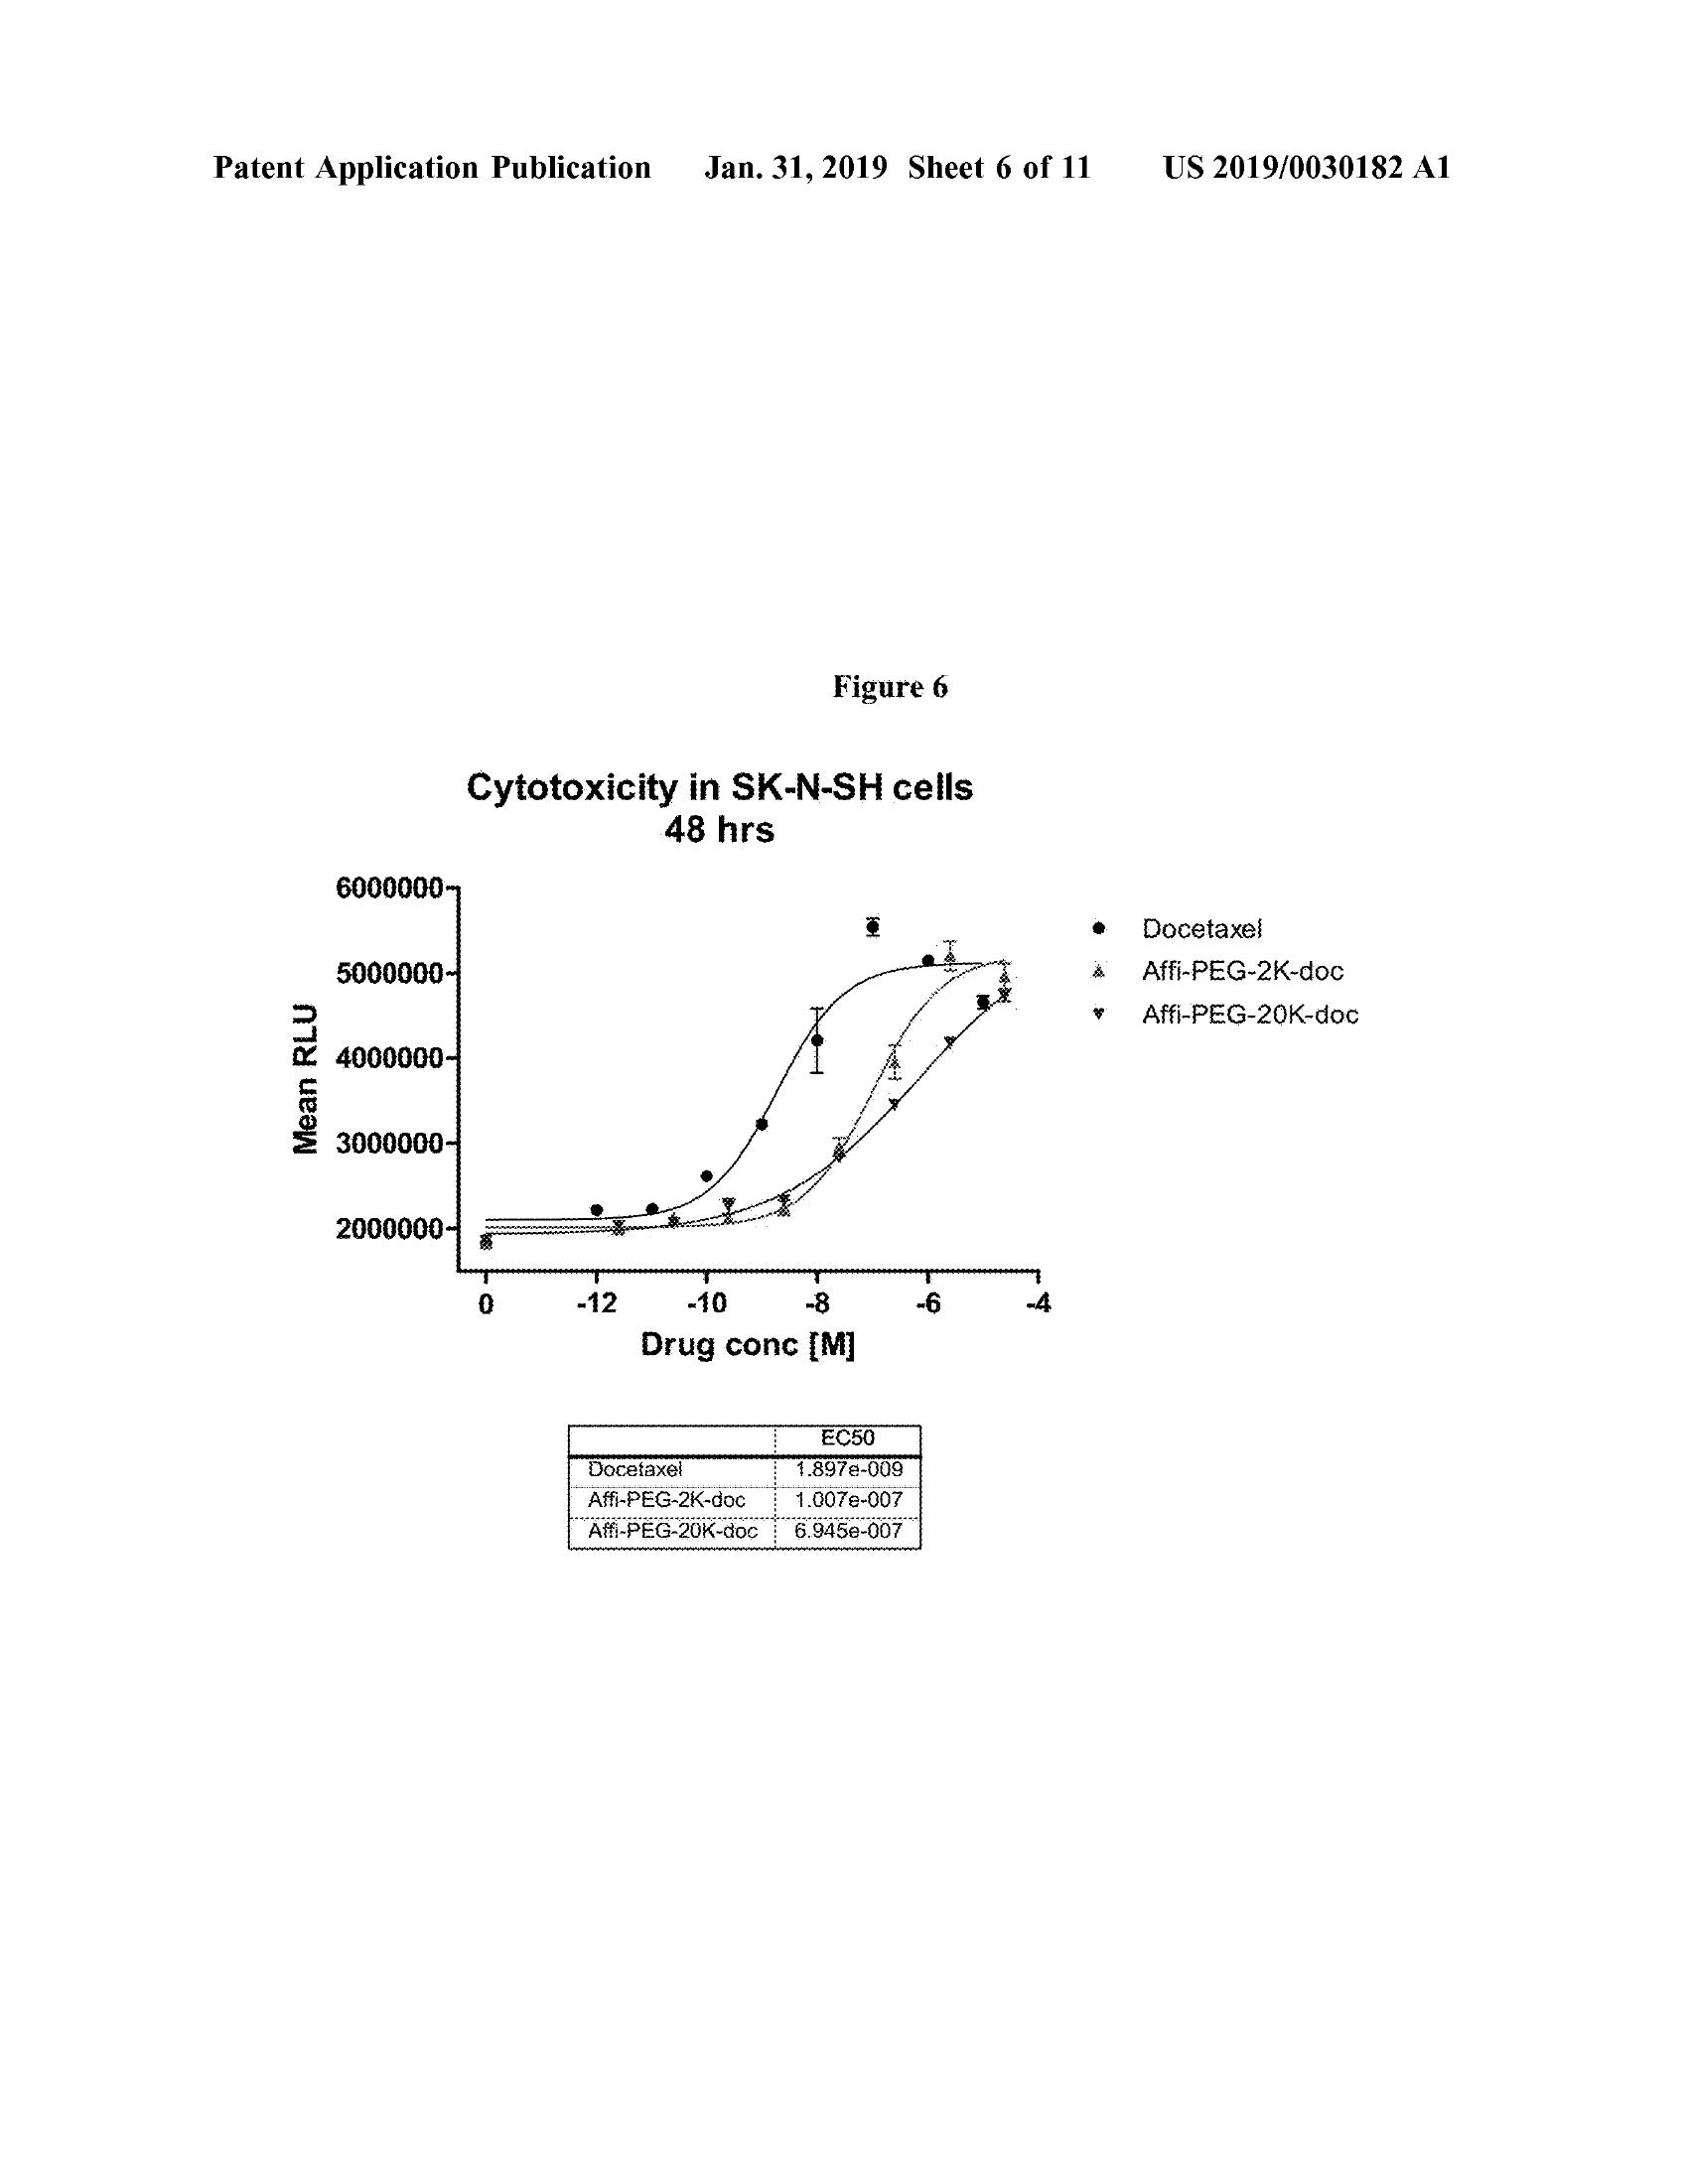 Patent Application Publication Jan. 31, 2019 Sheet 6 of 11 US 2019/0030182 A1
Figure 6
Cytotoxicity in SK-N-SH cells
48 hrs
6000000
5000000
4000000
3000000
2000000
Mean RLU
0 -12 -10 -8 -6 -4
Drug conc [M]
Docetaxel
Affi-PEG-2K-doc
Affi-PEG-20K-doc
EC50
Docetaxel 1.897e-009
Affi-PEG-2K-doc 1.007e-007
Affi-PEG-20K-doc 6.945e-007